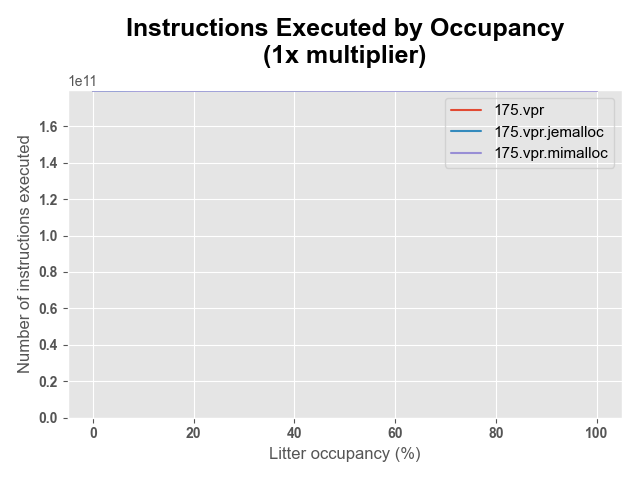 Instructions Executed by Occupancy
(1x multiplier)
1e11
175.vpr
175.vpr.jemalloc
175.vpr.mimalloc
1.6
1.4
1.2
1.0
0.8
0.6
0.4
0.2
0.0
Number of instructions executed
0 20 40 60 80 100
Litter occupancy (%)